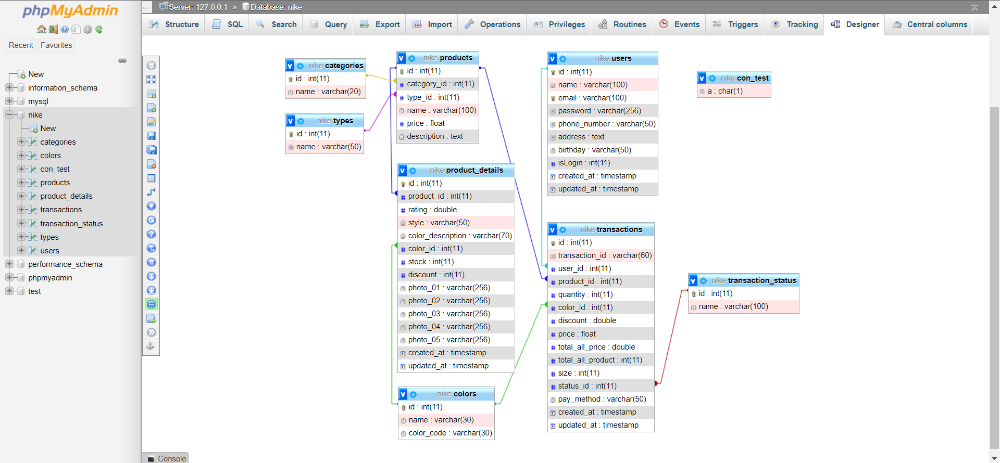 phpMyAdmin
Recent
Favorites
New
information_schema
mysql
nike
New
categories
colors
con_test
products
product_details
transactions
transaction_status
types
users
performance_schema
phpmyadmin
test
Server: 127.0.0.1 » Database: nike
Structure
SQL
Search
Query
Export
Import
Operations
Privileges
Routines
Events
Triggers
Tracking
Designer
Central columns
v nike categories
id : int(11)
name : varchar(20)
v nike types
id : int(11)
name : varchar(50)
v nike products
id : int(11)
# category_id : int(11)
# type_id : int(11)
name : varchar(100)
# price : float
description : text
v nike product_details
id : int(11)
# product_id : int(11)
# rating : double
style : varchar(50)
color_description : varchar(70)
# color_id : int(11)
# stock : int(11)
# discount : int(11)
photo_01 : varchar(256)
photo_02 : varchar(256)
photo_03 : varchar(256)
photo_04 : varchar(256)
photo_05 : varchar(256)
created_at : timestamp
updated_at : timestamp
v nike colors
id : int(11)
name : varchar(30)
color_code : varchar(30)
v nike users
id : int(11)
name : varchar(100)
email : varchar(100)
password : varchar(256)
phone_number : varchar(50)
address : text
birthday : varchar(50)
# isLogin : int(11)
created_at : timestamp
updated_at : timestamp
v nike transactions
id : int(11)
transaction_id : varchar(60)
# user_id : int(11)
# product_id : int(11)
# quantity : int(11)
# color_id : int(11)
# discount : double
# price : float
# total_all_price : double
# total_all_product : int(11)
# size : int(11)
# status_id : int(11)
pay_method : varchar(50)
created_at : timestamp
updated_at : timestamp
v nike con_test
a : char(1)
v nike transaction_status
id : int(11)
name : varchar(100)
Console